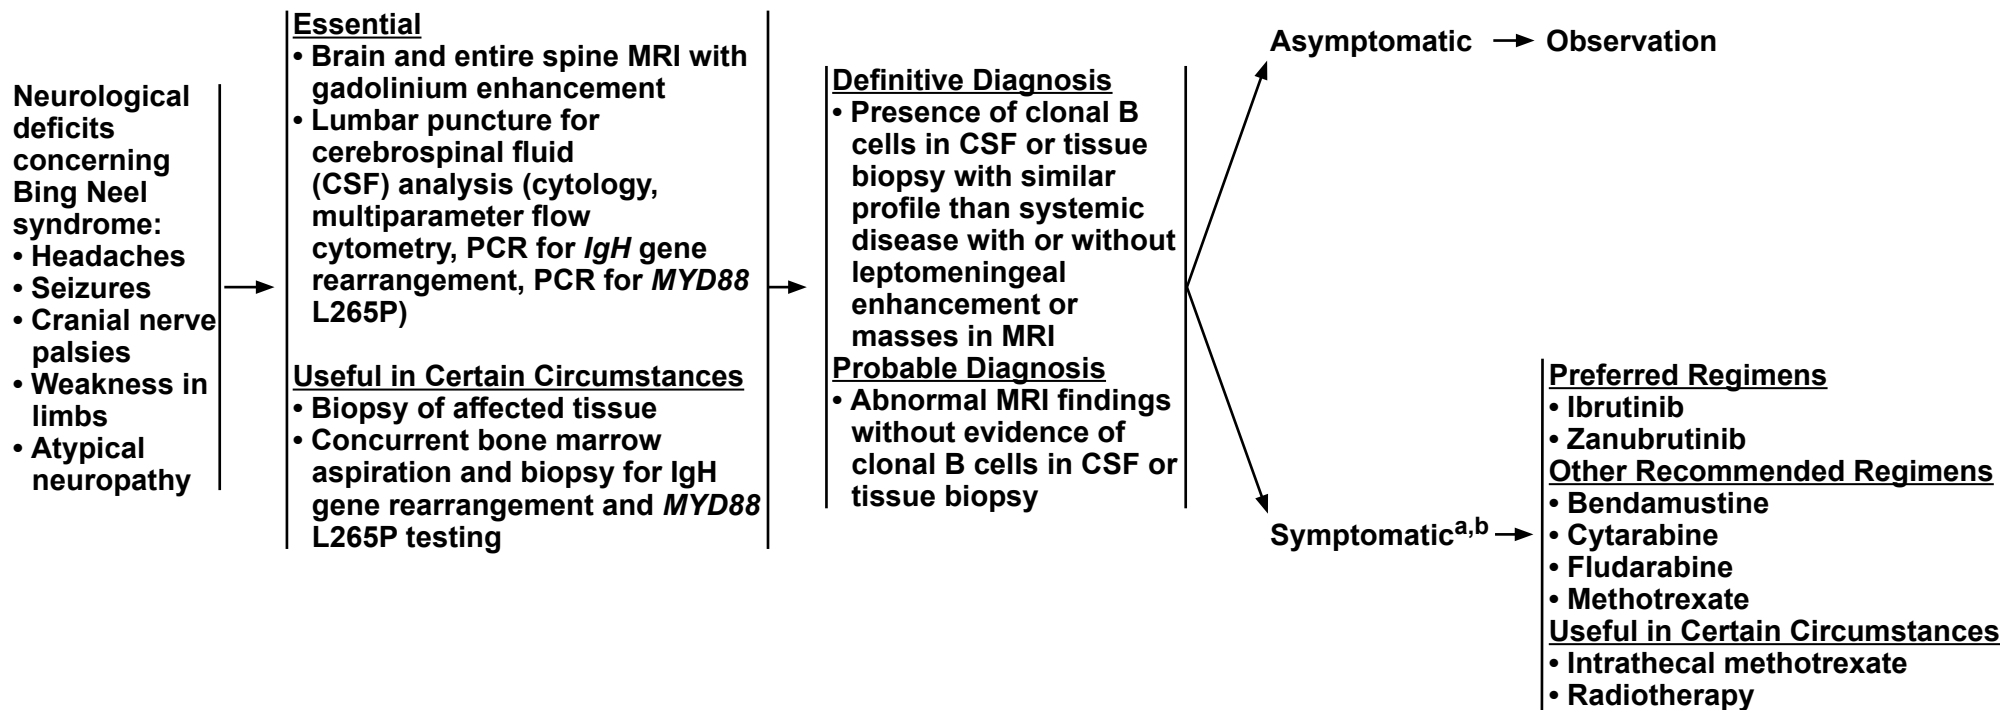 Neurological
deficits
concerning
Bing Neel
syndrome:
• Headaches
• Seizures
• Cranial nerve
palsies
• Weakness in
limbs
• Atypical
neuropathy
Essential
• Brain and entire spine MRI with
gadolinium enhancement
• Lumbar puncture for
cerebrospinal fluid
(CSF) analysis (cytology,
multiparameter flow
cytometry, PCR for IgH gene
rearrangement, PCR for MYD88
L265P)
Useful in Certain Circumstances
• Biopsy of affected tissue
• Concurrent bone marrow
aspiration and biopsy for IgH
gene rearrangement and MYD88
L265P testing
Definitive Diagnosis
• Presence of clonal B
cells in CSF or tissue
biopsy with similar
profile than systemic
disease with or without
leptomeningeal
enhancement or
masses in MRI
Probable Diagnosis
• Abnormal MRI findings
without evidence of
clonal B cells in CSF or
tissue biopsy
Asymptomatic
Observation
Symptomatic a,b
Preferred Regimens
• Ibrutinib
• Zanubrutinib
Other Recommended Regimens
• Bendamustine
• Cytarabine
• Fludarabine
• Methotrexate
Useful in Certain Circumstances
• Intrathecal methotrexate
• Radiotherapy